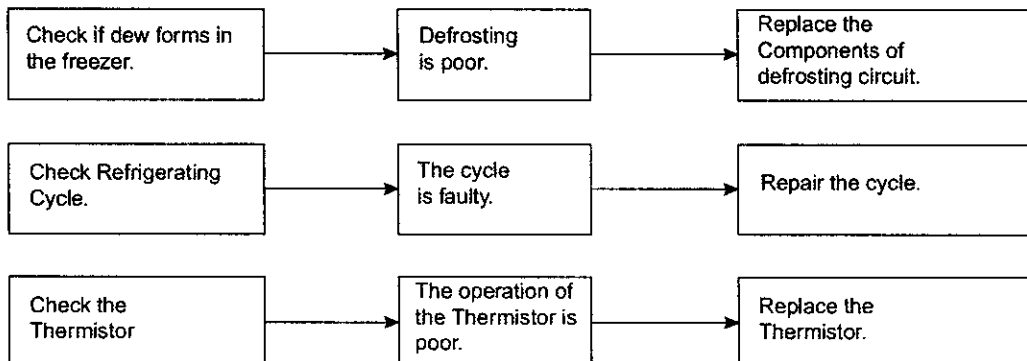 Check if dew forms in
the freezer.
Defrosting
is poor.
Replace the
Components of
defrosting circuit.
Check Refrigerating
Cycle.
The cycle
is faulty.
Repair the cycle.
Check the
Thermistor
The operation of
the Thermistor is
poor.
Replace the
Thermistor.